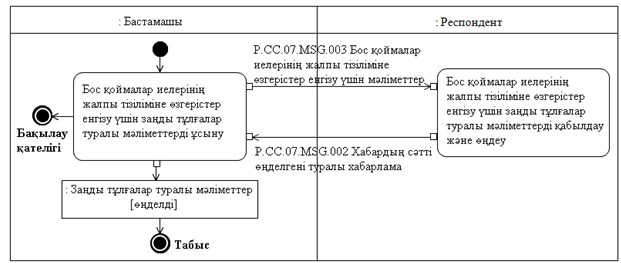 : Бастамашы
: Респондент
P.CC.07.MSG.003 Бос қоймалар
иелерінің жалпы тізіліміне
өзгерістер енгізу үшін мәліметтер
Бос қоймалар иелерінің
жалпы тізіліміне өзгерістер
енгізу үшін заңды тұлғалар
туралы мәліметтерді ұсыну
Бос қоймалар иелерінің
жалпы тізіліміне өзгерістер
енгізу үшін заңды тұлғалар
туралы мәліметтерді қабылдау
және өңдеу
Бақылау
қателігі
P.CC.07.MSG.002 Хабардың сәтті
өңделгені туралы хабарлама
: Заңды тұлғалар туралы мәліметтер
[өңделді]
Табыс